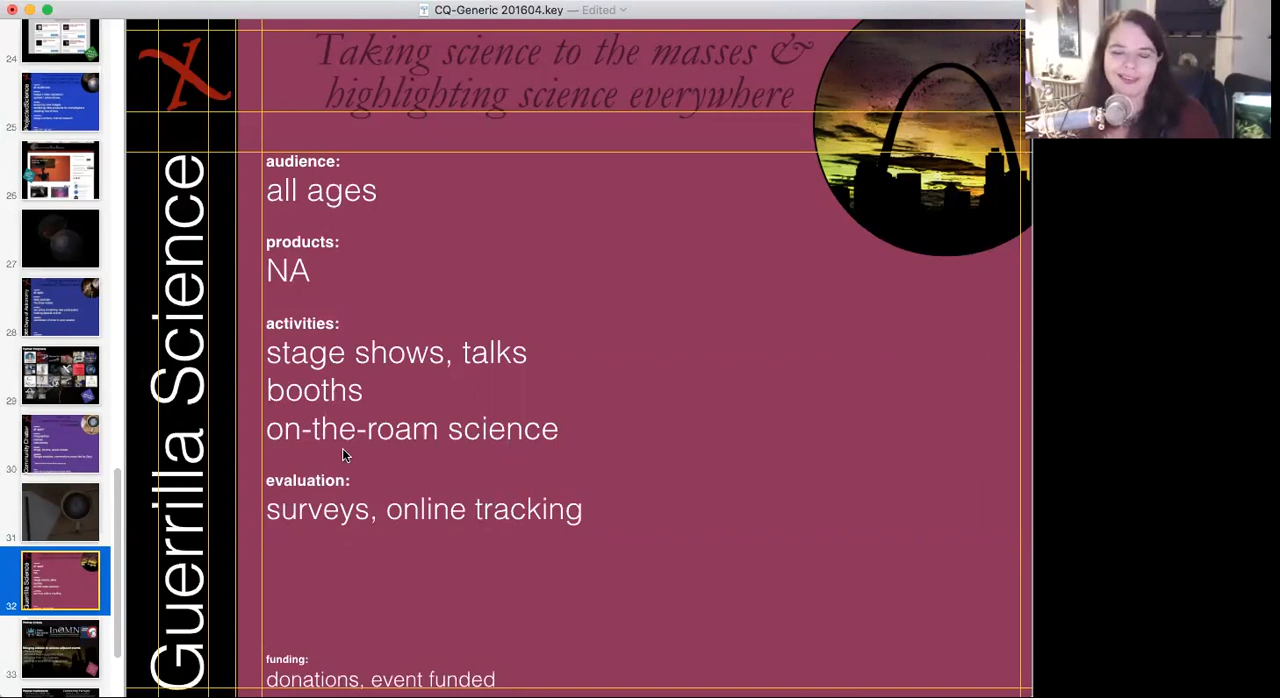 CQ-Generic 201604.key — Edited
Taking science to the masses &
highlighting science everywhere
X
Guerrilla Science
audience:
all ages
products:
NA
activities:
stage shows, talks
booths
on-the-roam science
evaluation:
surveys, online tracking
funding:
donations, event funded
24
25
26
27
28
29
30
31
32
33